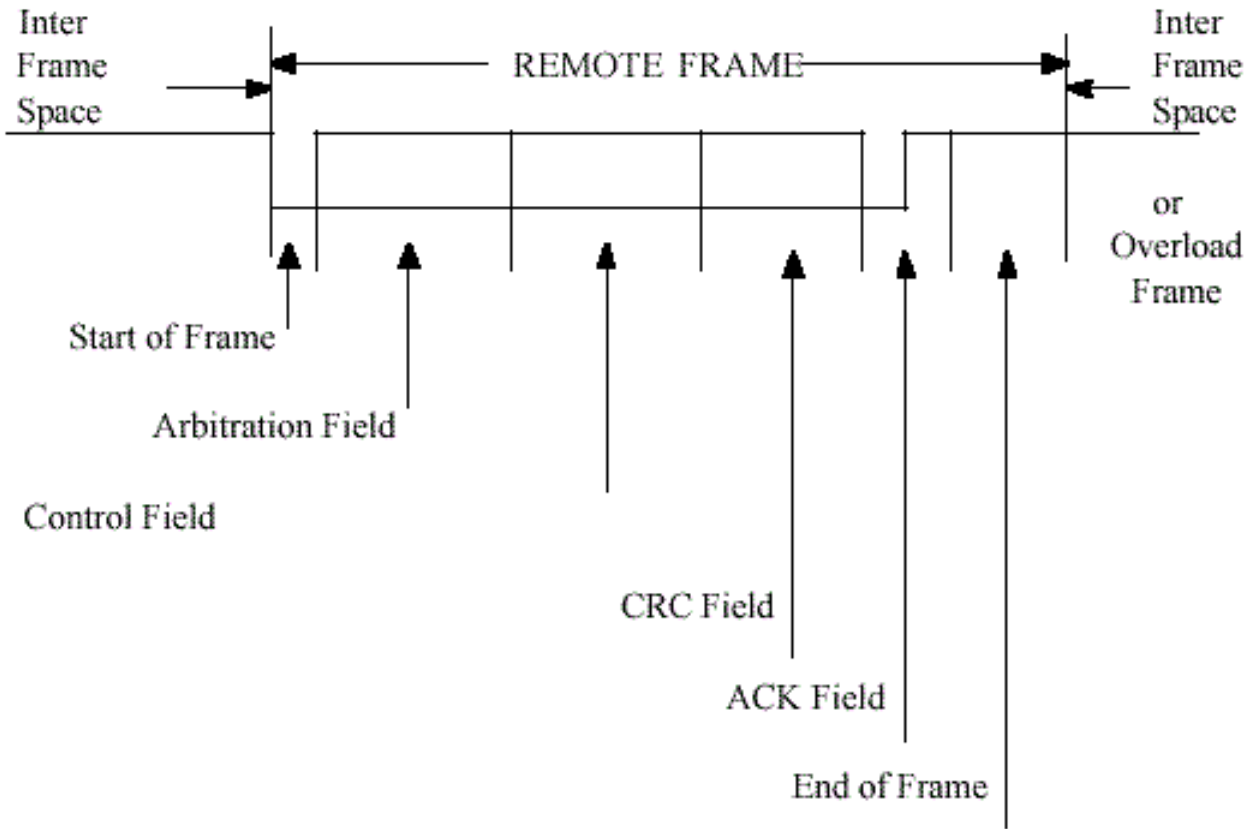 Inter
Frame
Space
REMOTE FRAME
Inter
Frame
Space
or
Overload
Frame
Start of Frame
Arbitration Field
Control Field
CRC Field
ACK Field
End of Frame